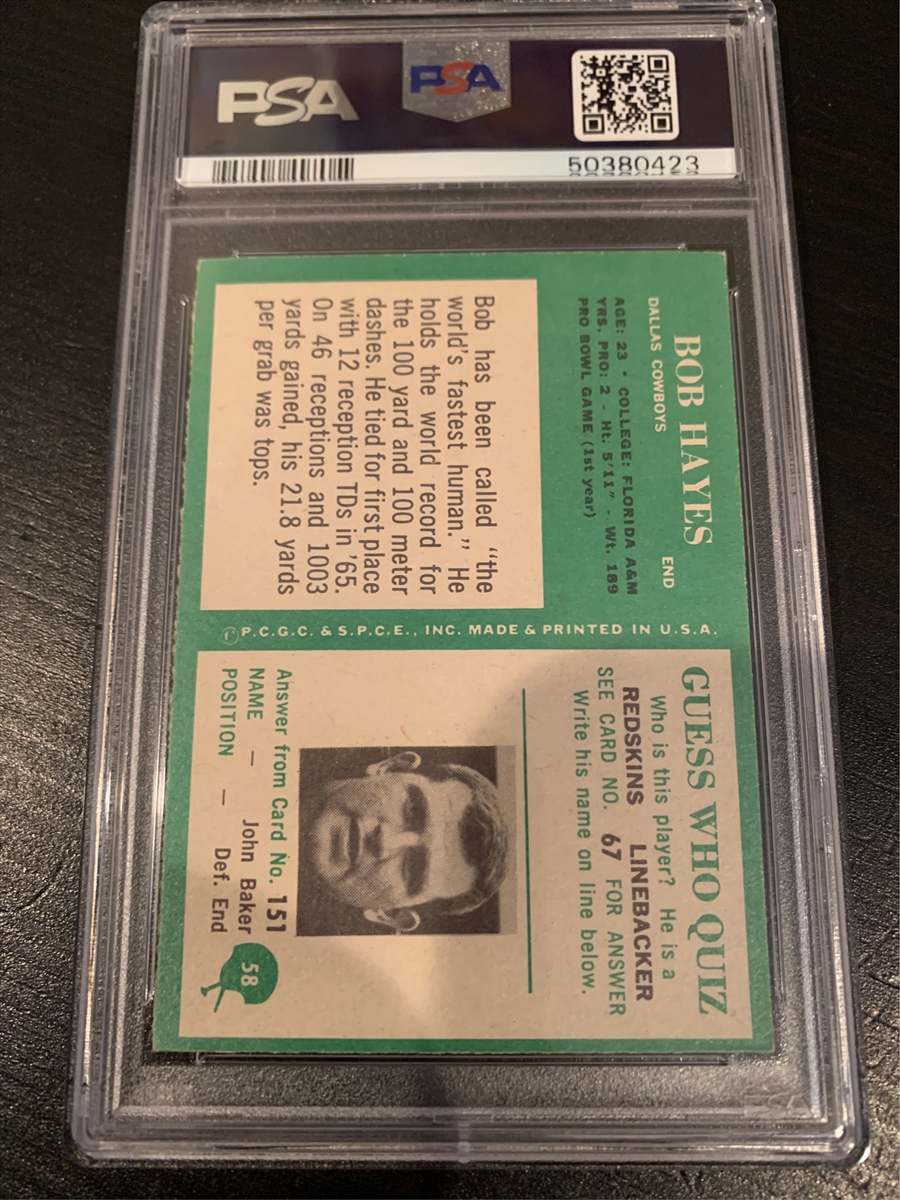 PSA
PSA
50380423
BOB HAYES
DALLAS COWBOYS END
AGE: 23 - COLLEGE: FLORIDA A&M
YRS. PRO: 2 - Ht. 5'11" - Wt. 189
PRO BOWL GAME (1st year)
Bob has been called "the
world's fastest human." He
holds the world record for
the 100 yard and 100 meter
dashes. He tied for first place
with 12 reception TDs in '65.
On 46 receptions and 1003
yards gained, his 21.8 yards
per grab was tops.
© P.C.G.C. & S.P.C.E., INC. MADE & PRINTED IN U.S.A.
GUESS WHO QUIZ
Who is this player? He is a
REDSKINS LINEBACKER
SEE CARD NO. 67 FOR ANSWER
Write his name on line below.
Answer from Card No. 151
NAME — John Baker
POSITION — Def. End
58
PSA